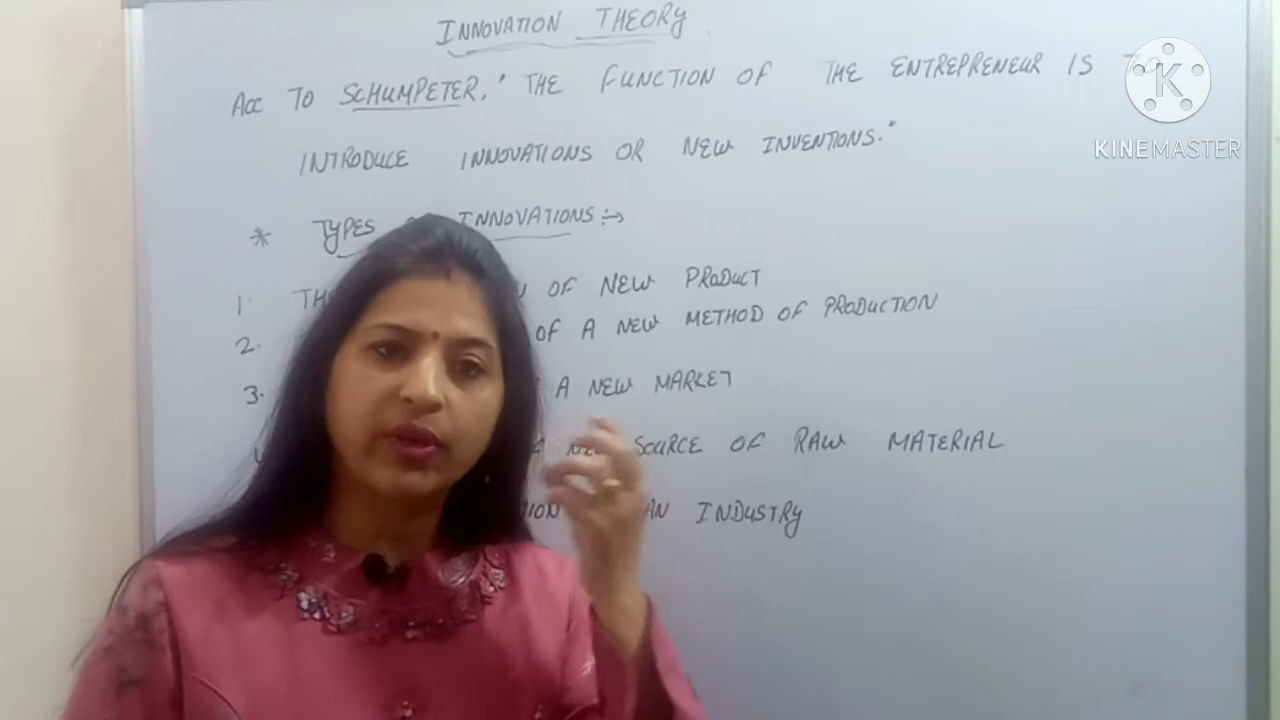 INNOVATION THEORY
ACC TO SCHUMPETER, "THE FUNCTION OF THE ENTREPRENEUR IS
INTRODUCE INNOVATIONS OR NEW INVENTIONS."
* TYPES INNOVATIONS :→
1. OF NEW PRODUCT
2. OF A NEW METHOD OF PRODUCTION
3. A NEW MARKET
SOURCE OF RAW MATERIAL
AN INDUSTRY
K
KINEMASTER